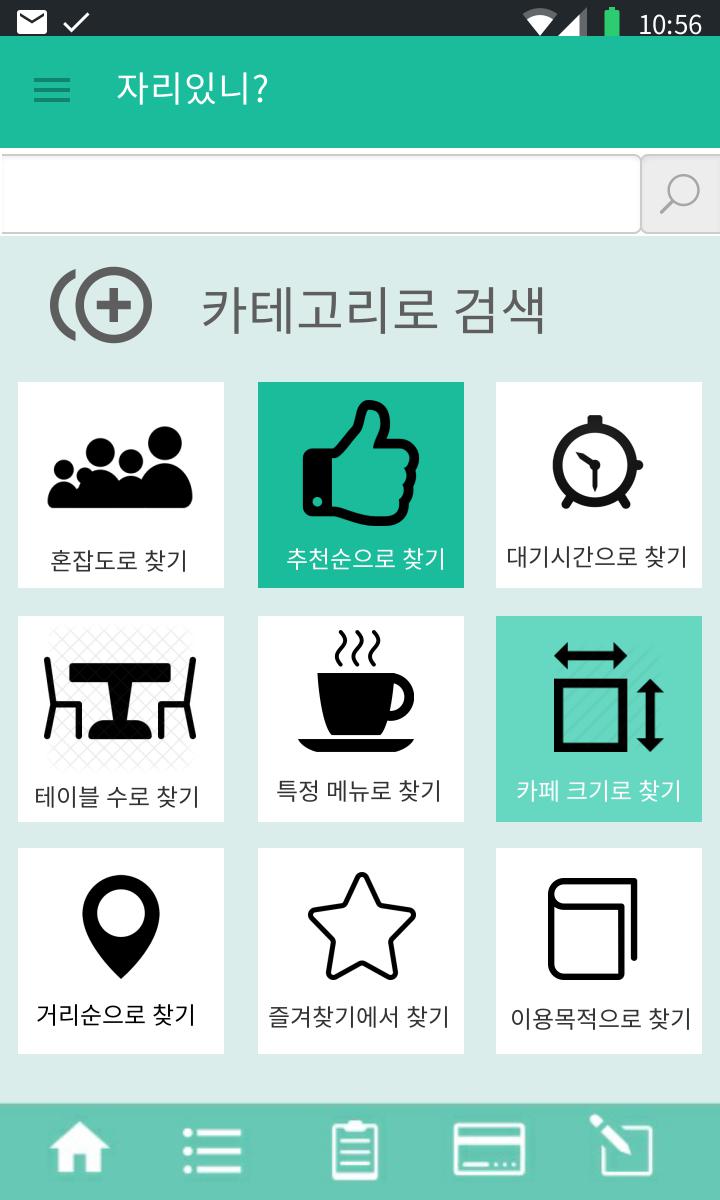 10:56
자리있니?
카테고리로 검색
혼잡도로 찾기
추천순으로 찾기
대기시간으로 찾기
테이블 수로 찾기
특정 메뉴로 찾기
카페 크기로 찾기
거리순으로 찾기
즐겨찾기에서 찾기
이용목적으로 찾기